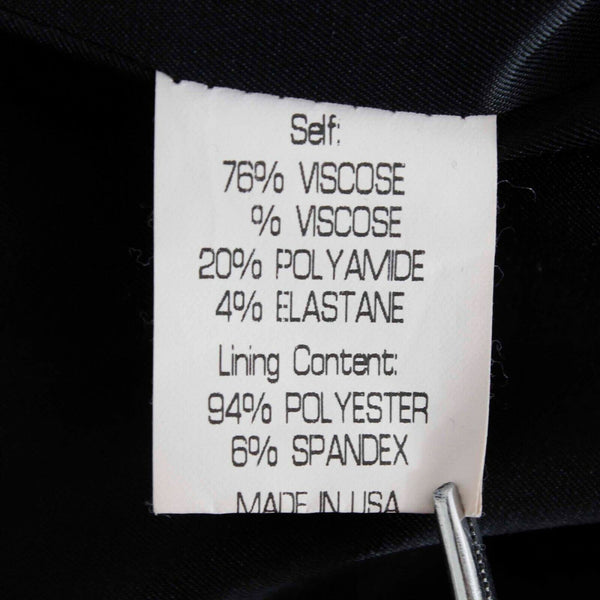 Self:
76% VISCOSE
% VISCOSE
20% POLYAMIDE
4% ELASTANE
Lining Content:
94% POLYESTER
6% SPANDEX
MADE IN USA